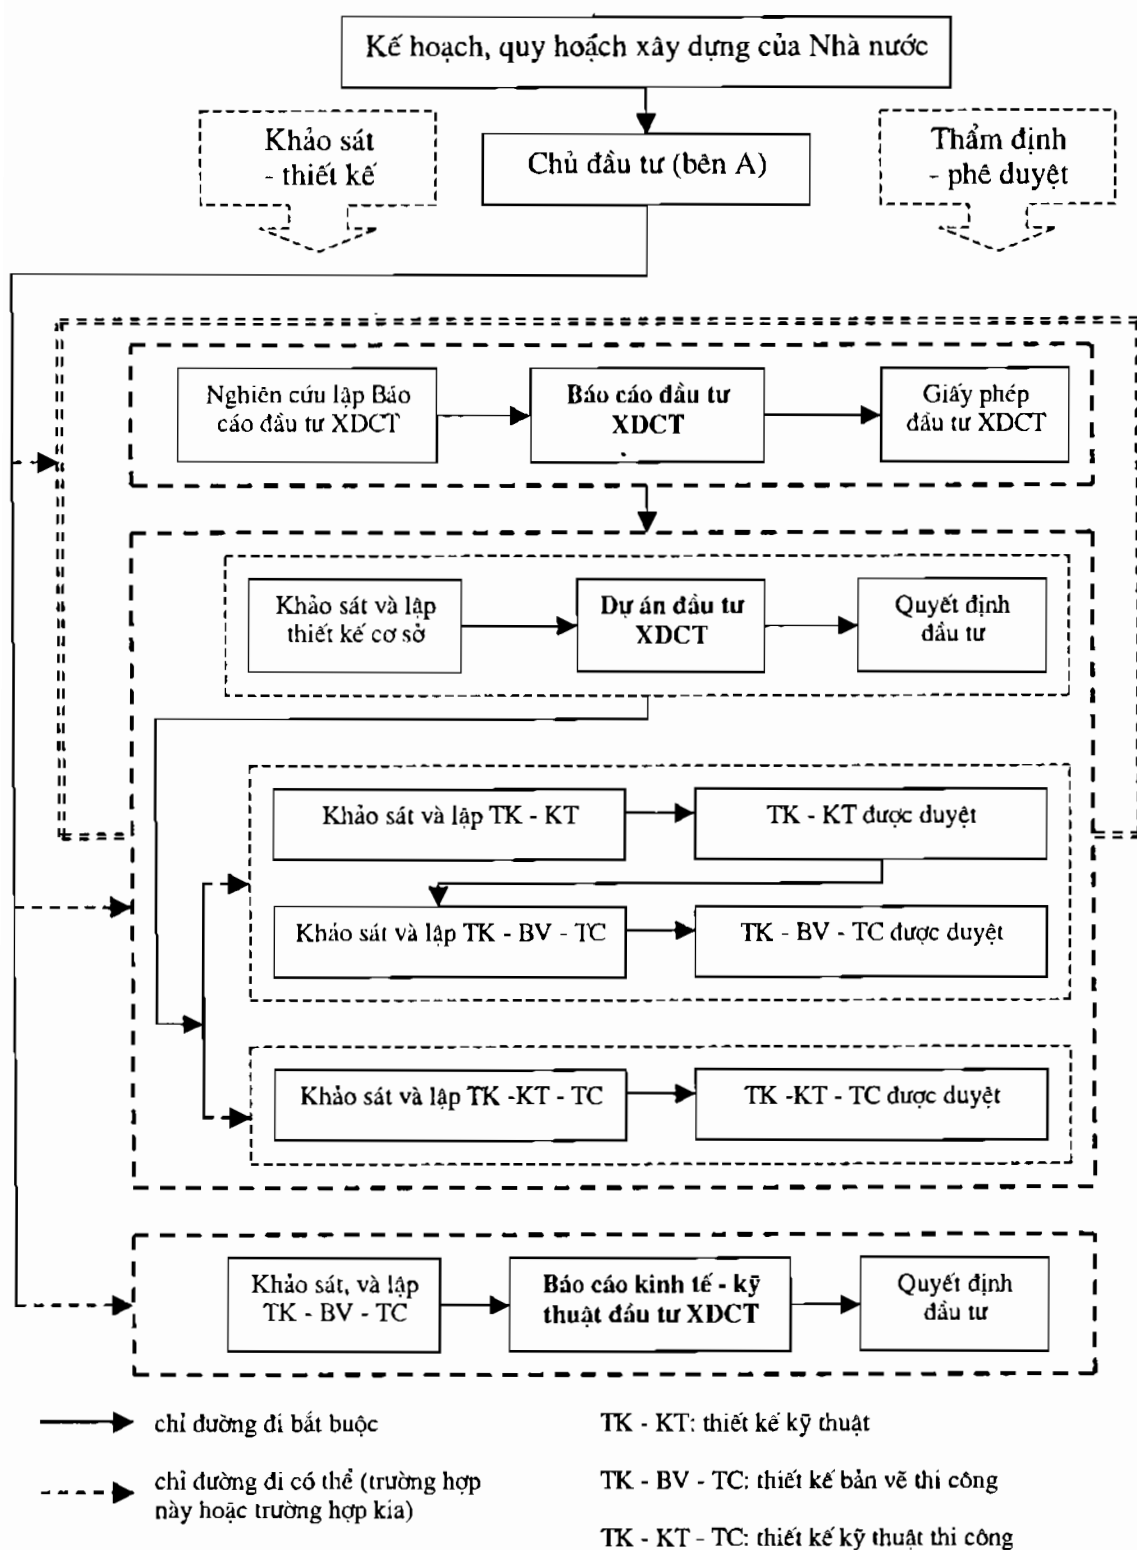 Kế hoạch, quy hoạch xây dựng của Nhà nước
Khảo sát
- thiết kế
Chủ đầu tư (bên A)
Thẩm định
- phê duyệt
Nghiên cứu lập Báo
cáo đầu tư XDCT
Báo cáo đầu tư
XDCT
Giấy phép
đầu tư XDCT
Khảo sát và lập
thiết kế cơ sở
Dự án đầu tư
XDCT
Quyết định
đầu tư
Khảo sát và lập TK - KT
TK - KT được duyệt
Khảo sát và lập TK - BV - TC
TK - BV - TC được duyệt
Khảo sát và lập TK -KT - TC
TK -KT - TC được duyệt
Khảo sát, và lập
TK - BV - TC
Báo cáo kinh tế - kỹ
thuật đầu tư XDCT
Quyết định
đầu tư
chỉ đường đi bắt buộc
chỉ đường đi có thể (trường hợp
này hoặc trường hợp kia)
TK - KT: thiết kế kỹ thuật
TK - BV - TC: thiết kế bản vẽ thi công
TK - KT - TC: thiết kế kỹ thuật thi công